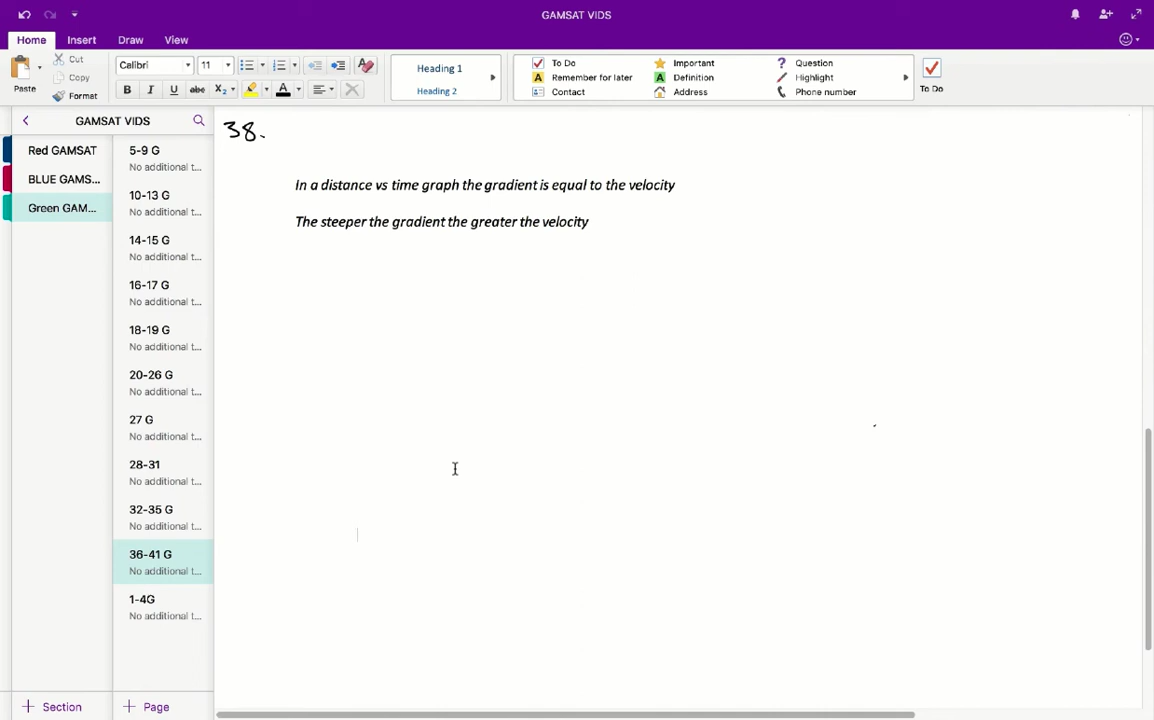 GAMSAT VIDS
Home Insert Draw View
Paste
Cut
Copy
Format
Calibri 11
B I U abc X₂ A
Heading 1
Heading 2
To Do
Remember for later
Contact
Important
Definition
Address
Question
Highlight
Phone number
To Do
GAMSAT VIDS
Red GAMSAT
BLUE GAMS...
Green GAM...
5-9 G
No additional t...
10-13 G
No additional t...
14-15 G
No additional t...
16-17 G
No additional t...
18-19 G
No additional t...
20-26 G
No additional t...
27 G
No additional t...
28-31
No additional t...
32-35 G
No additional t...
36-41 G
No additional t...
1-4G
No additional t...
+ Section
+ Page
38.
In a distance vs time graph the gradient is equal to the velocity
The steeper the gradient the greater the velocity